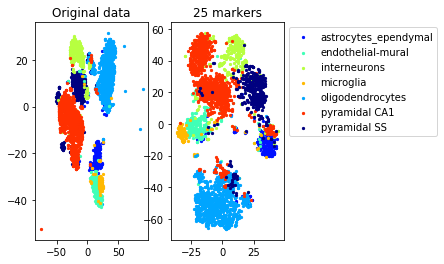 Original data
25 markers
20
0
−20
−40
−50
0
50
60
40
20
0
−20
−40
−60
−25
0
25
astrocytes_ependymal
endothelial-mural
interneurons
microglia
oligodendrocytes
pyramidal CA1
pyramidal SS